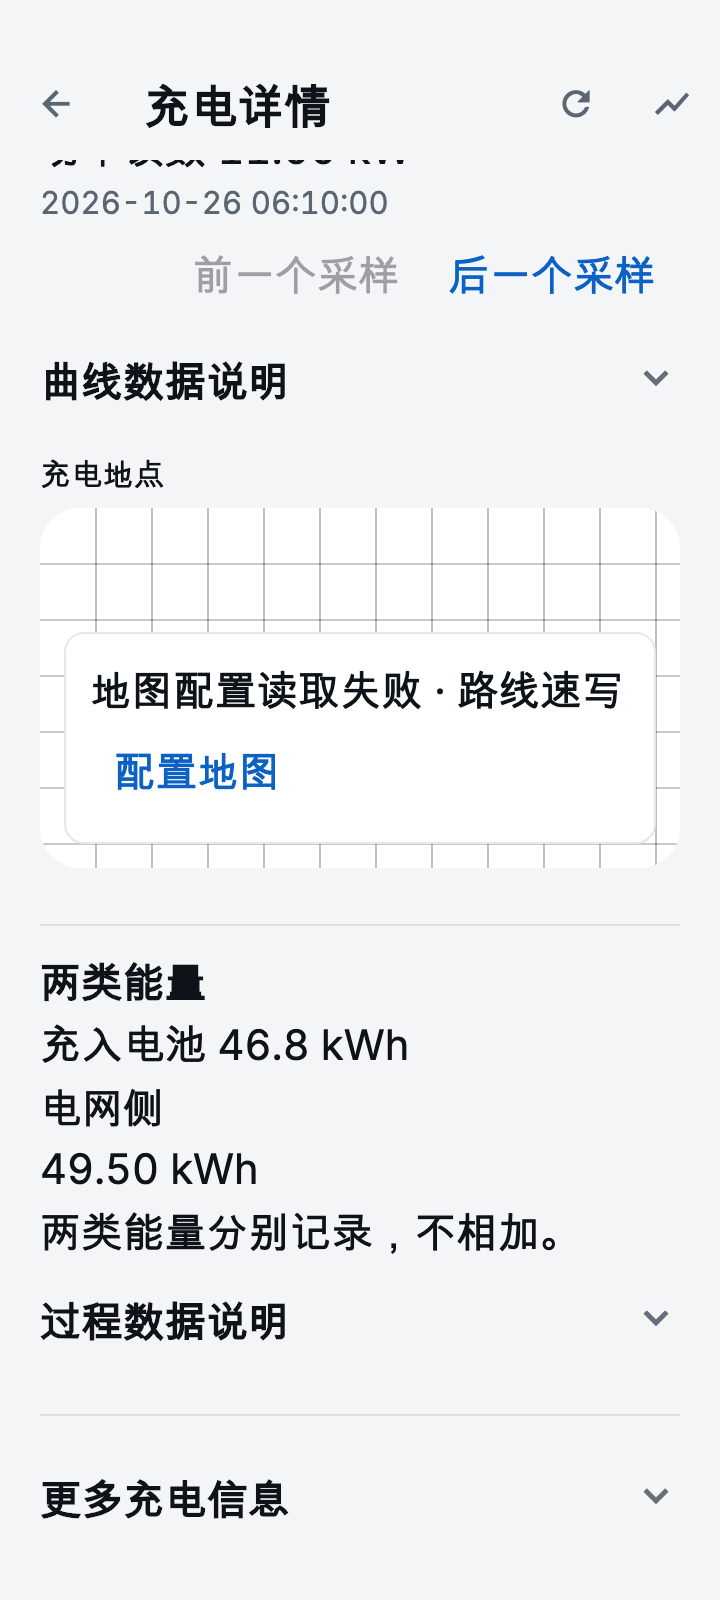 充电详情
2026-10-26 06:10:00
前一个采样 后一个采样
曲线数据说明
充电地点
地图配置读取失败 · 路线速写
配置地图
两类能量
充入电池 46.8 kWh
电网侧
49.50 kWh
两类能量分别记录，不相加。
过程数据说明
更多充电信息